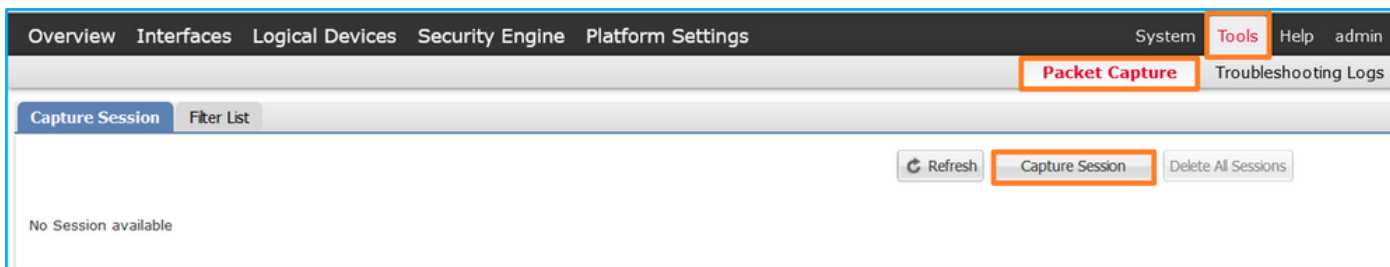 Overview Interfaces Logical Devices Security Engine Platform Settings System Tools Help admin
Packet Capture Troubleshooting Logs
Capture Session Filter List
Refresh Capture Session Delete All Sessions
No Session available